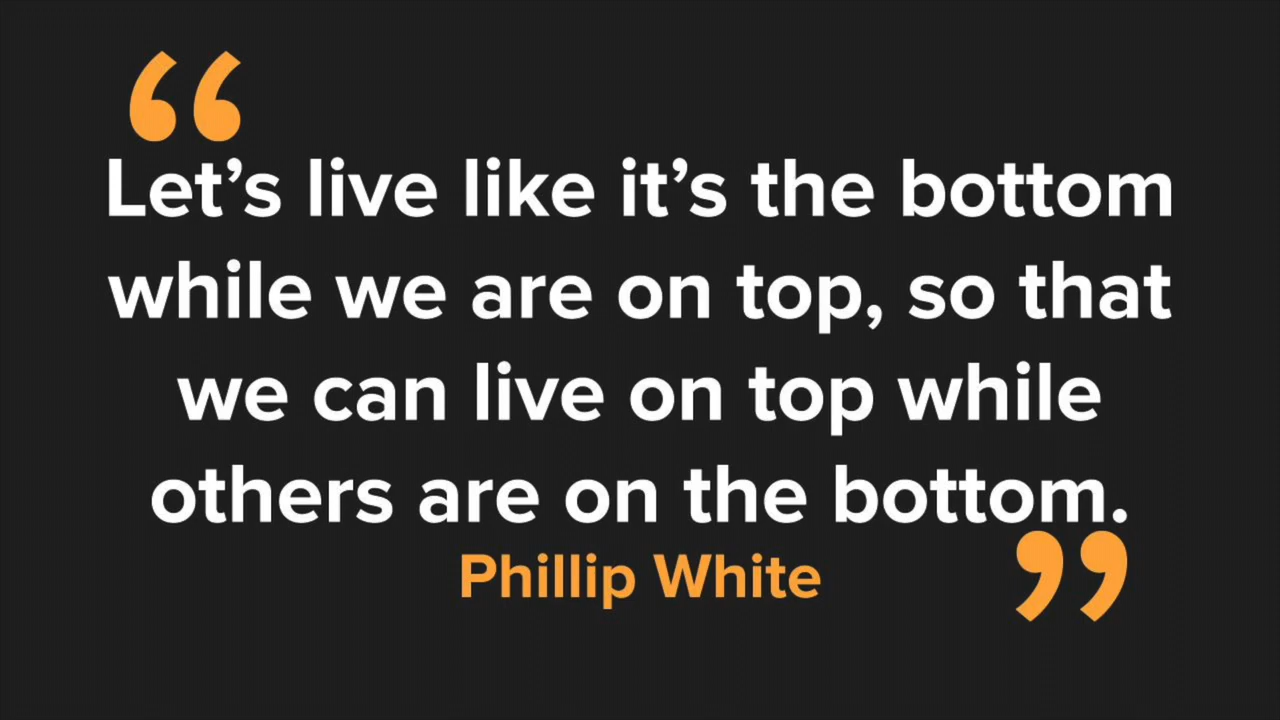 “
Let’s live like it’s the bottom
while we are on top, so that
we can live on top while
others are on the bottom.
Phillip White
”